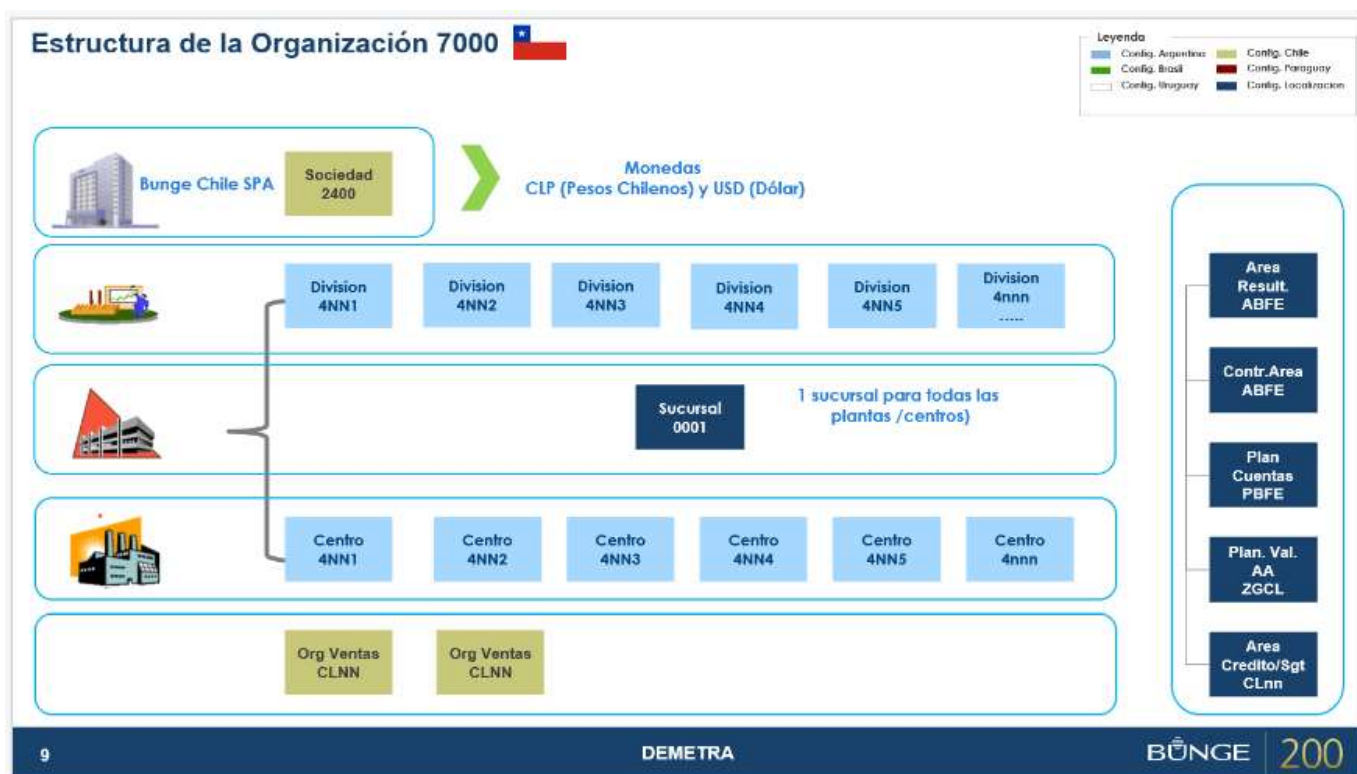 Estructura de la Organización 7000
Leyenda
Config. Argentina
Config. Chile
Config. Brasil
Config. Paraguay
Config. Uruguay
Config. Localizacion
Bunge Chile SPA
Sociedad
2400
Monedas
CLP (Pesos Chilenos) y USD (Dólar)
Division
4NN1
Division
4NN2
Division
4NN3
Division
4NN4
Division
4NN5
Division
4nnn
.....
Sucursal
0001
1 sucursal para todas las
plantas /centros)
Centro
4NN1
Centro
4NN2
Centro
4NN3
Centro
4NN4
Centro
4NN5
Centro
4nnn
Org Ventas
CLNN
Org Ventas
CLNN
Area
Result.
ABFE
Contr.Area
ABFE
Plan
Cuentas
PBFE
Plan. Val.
AA
ZGCL
Area
Credito/Sgt
CLnn
9
DEMETRA
BUNGE
200